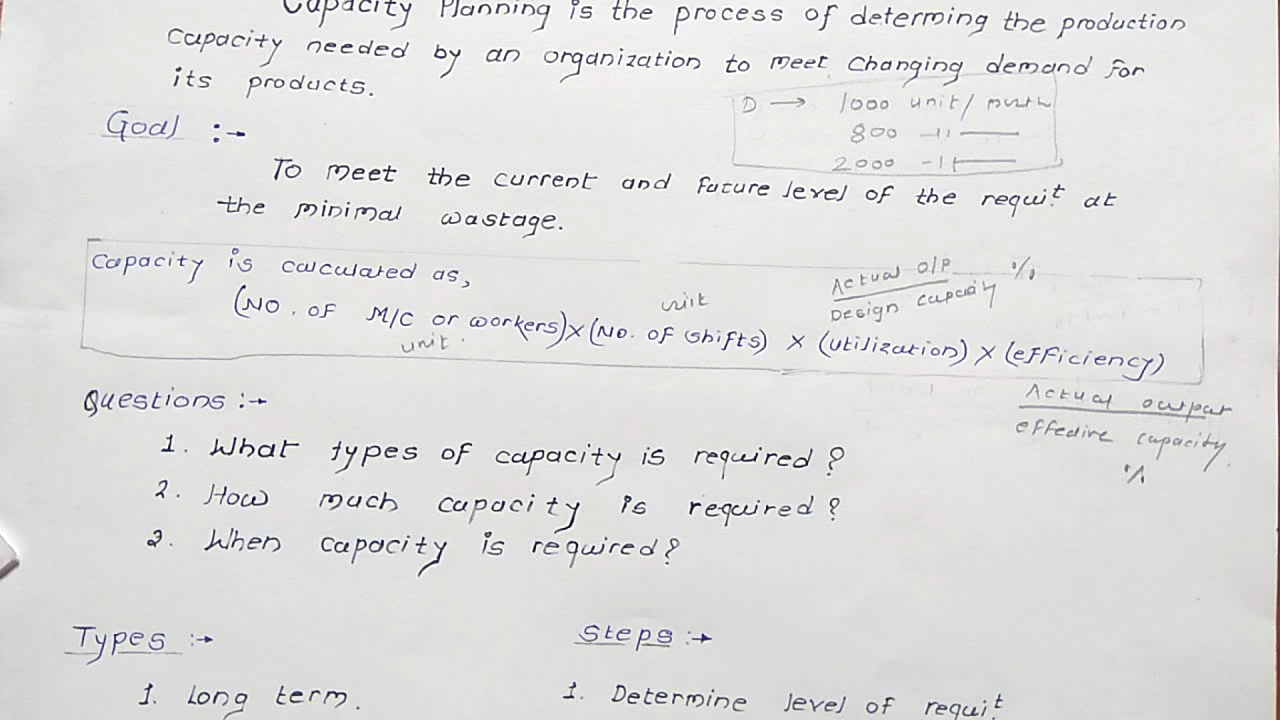 Capacity Planning is the process of determing the production
capacity needed by an organization to meet changing demand for
its products.
D → 1000 unit/month
800 -11-
2000 -11-
Goal :-
To meet the current and future level of the requit. at
the minimal wastage.
Capacity is calculated as,
Actual O/P %
Design capacity
unit
(No. of M/C or workers) x (No. of shifts) x (utilization) x (efficiency)
unit.
Actual output
effective capacity
%
Questions :-
1. What types of capacity is required?
2. How much capacity is required?
2. When capacity is required?
Types :-
1. Long term.
Steps :-
1. Determine level of requit.